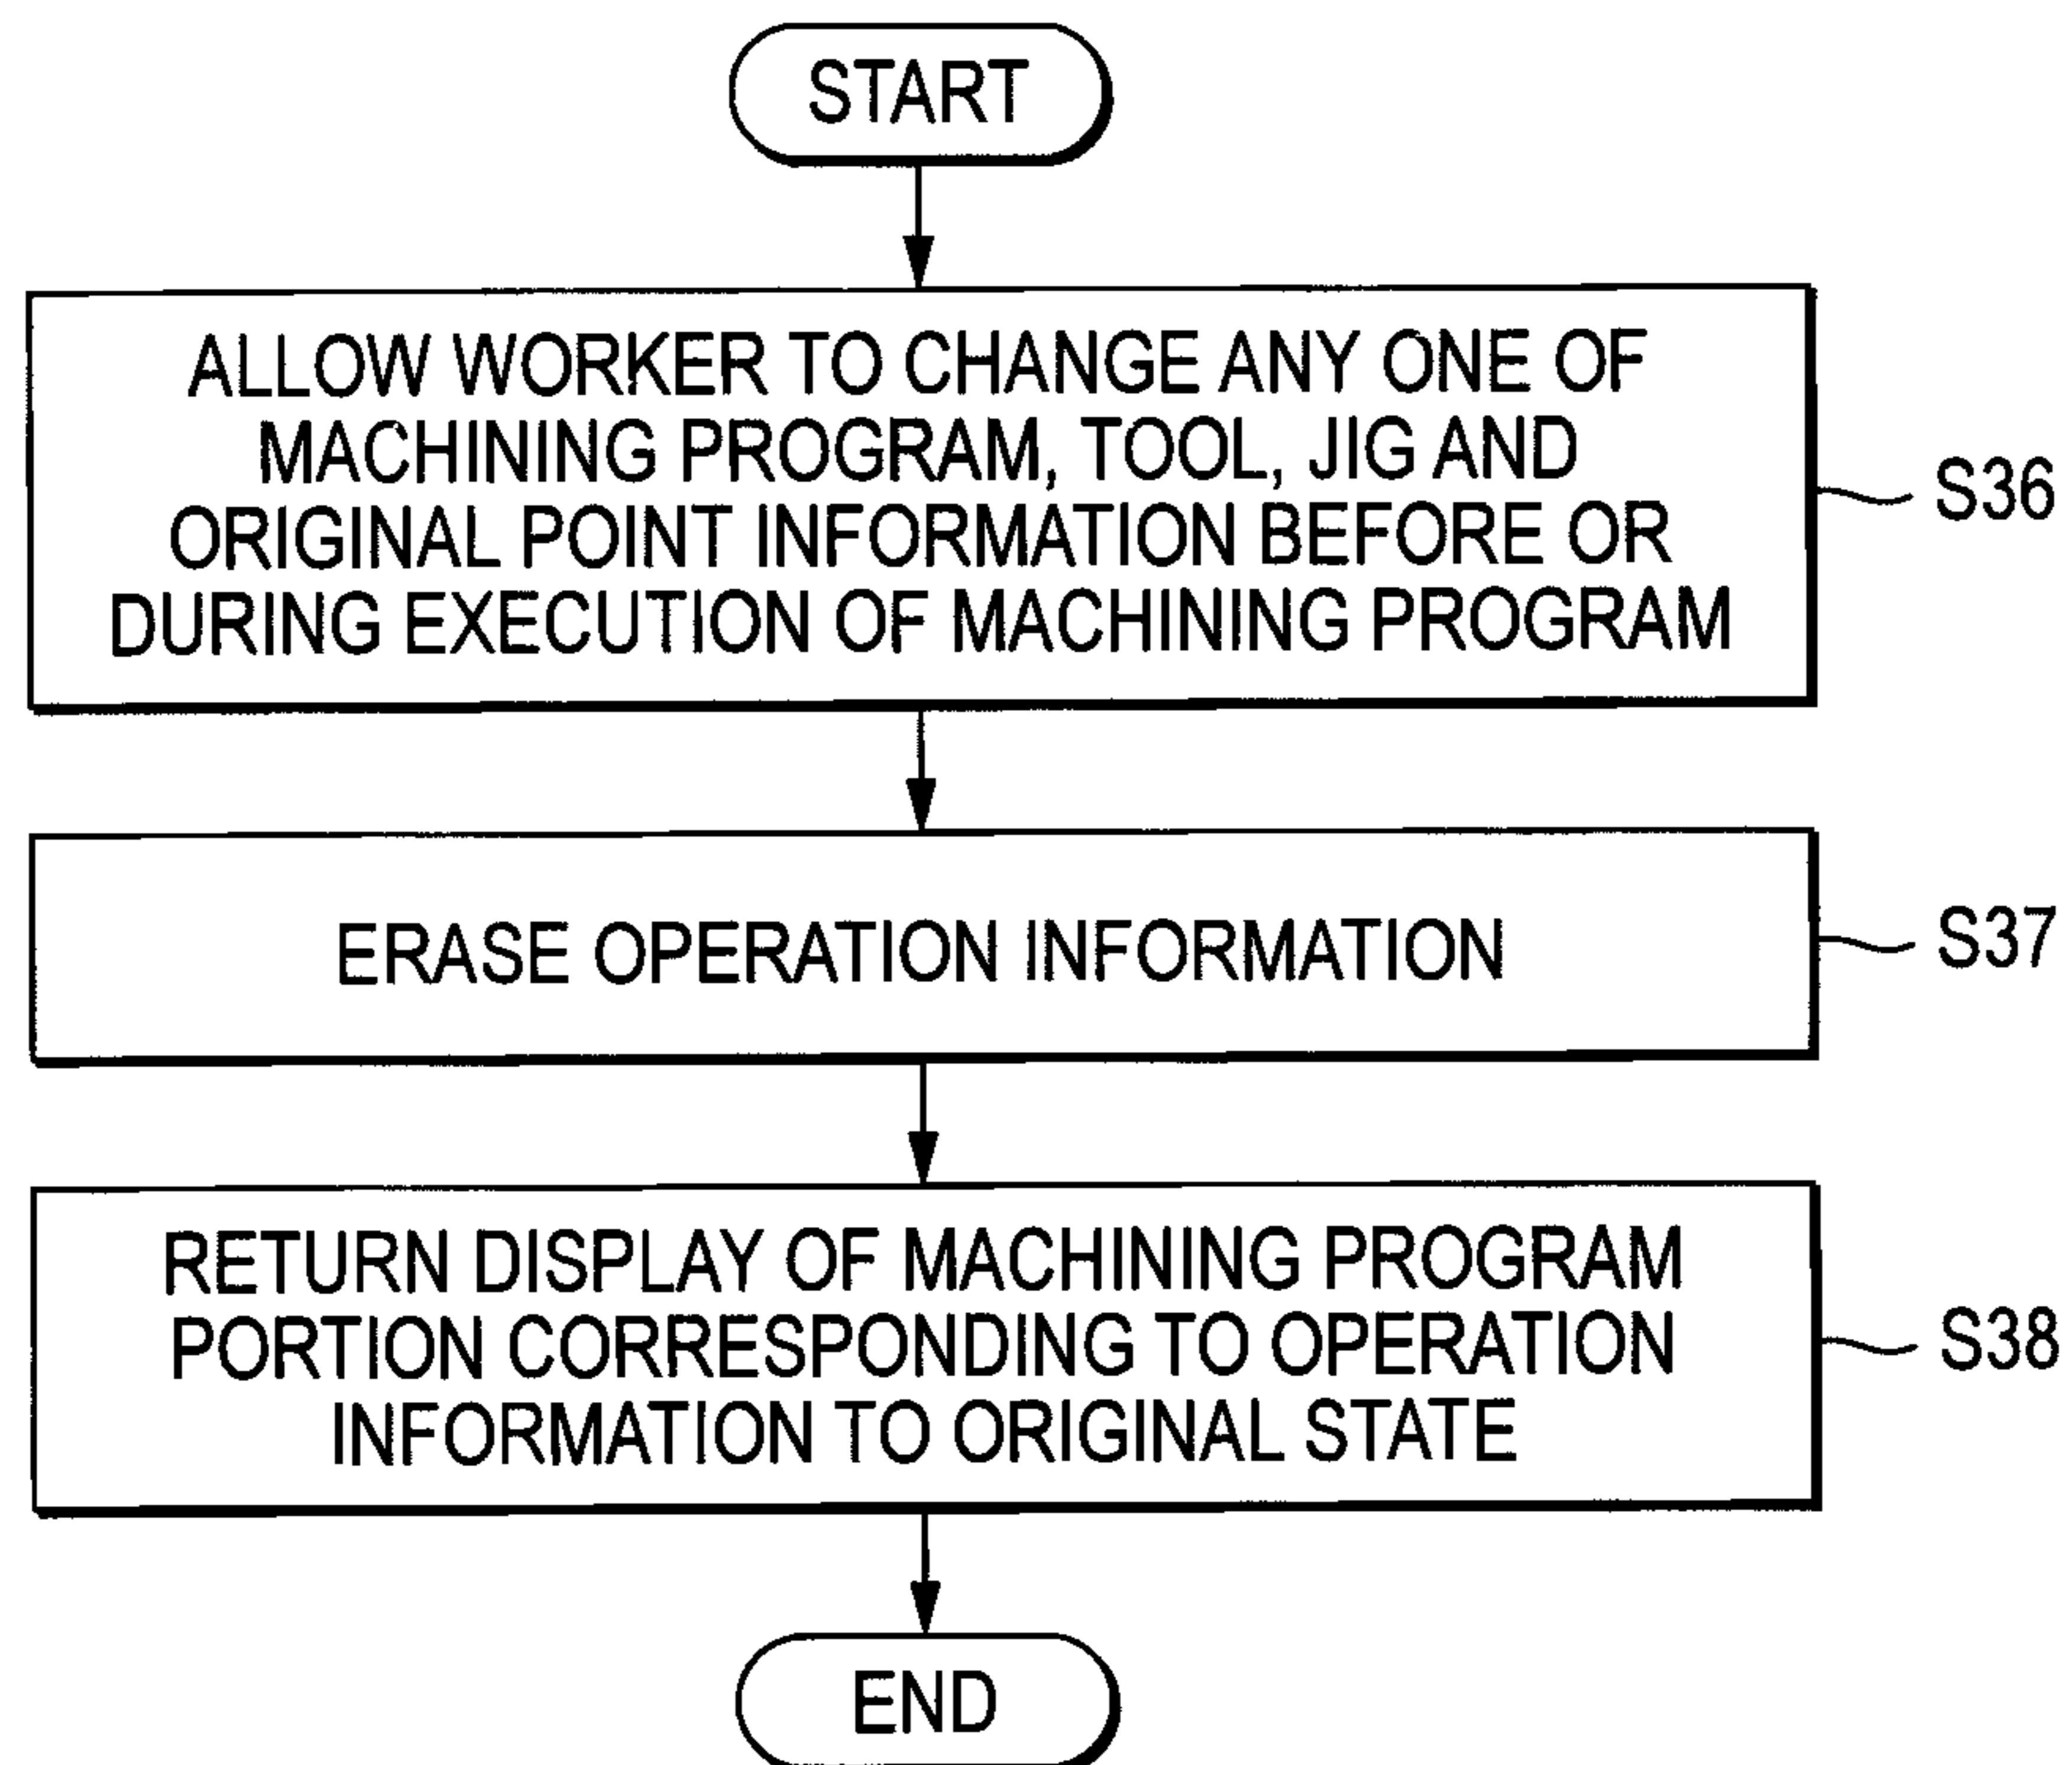 START
ALLOW WORKER TO CHANGE ANY ONE OF
MACHINING PROGRAM, TOOL, JIG AND
ORIGINAL POINT INFORMATION BEFORE OR
DURING EXECUTION OF MACHINING PROGRAM
S36
ERASE OPERATION INFORMATION
S37
RETURN DISPLAY OF MACHINING PROGRAM
PORTION CORRESPONDING TO OPERATION
INFORMATION TO ORIGINAL STATE
S38
END